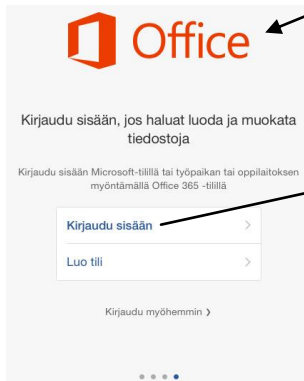 Office
Kirjaudu sisään, jos haluat luoda ja muokata
tiedostoja
Kirjaudu sisään Microsoft-tilillä tai työpaikan tai oppilaitoksen
myöntämällä Office 365 -tilillä
Kirjaudu sisään
Luo tili
Kirjaudu myöhemmin